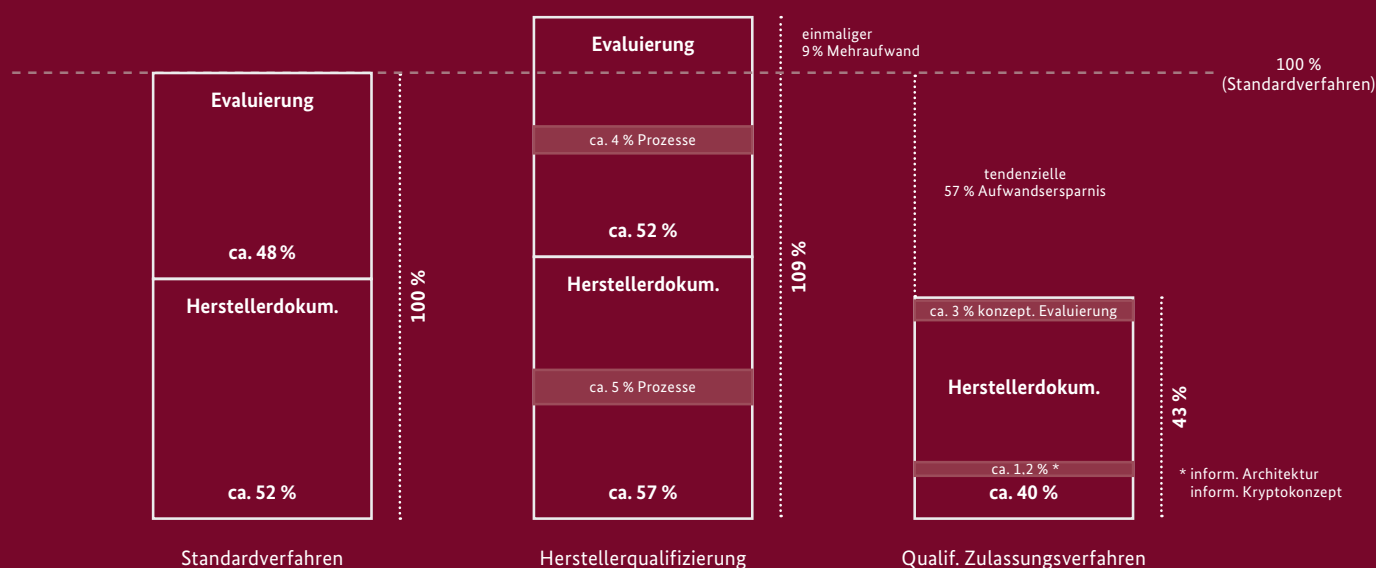 Evaluierung
ca. 48 %
Herstellerdokum.
ca. 52 %
100 %
Standardverfahren
Evaluierung
ca. 4 % Prozesse
ca. 52 %
Herstellerdokum.
ca. 5 % Prozesse
ca. 57 %
109 %
Herstellerqualifizierung
einmaliger
9 % Mehraufwand
100 %
(Standardverfahren)
tendenzielle
57 % Aufwandsersparnis
ca. 3 % konzept. Evaluierung
Herstellerdokum.
ca. 1,2 % *
ca. 40 %
43 %
* inform. Architektur
inform. Kryptokonzept
Qualif. Zulassungsverfahren